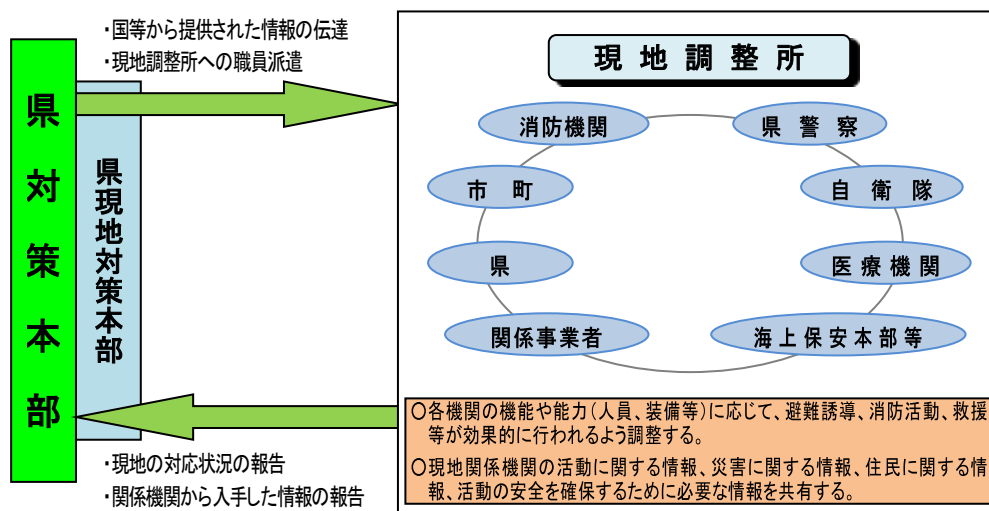 ・国等から提供された情報の伝達
・現地調整所への職員派遣
県対策本部
県現地対策本部
・現地の対応状況の報告
・関係機関から入手した情報の報告
現地調整所
消防機関
県警察
市町
自衛隊
県
医療機関
関係事業者
海上保安本部等
○各機関の機能や能力（人員、装備等）に応じて、避難誘導、消防活動、救援
等が効果的に行われるよう調整する。
○現地関係機関の活動に関する情報、災害に関する情報、住民に関する情
報、活動の安全を確保するために必要な情報を共有する。